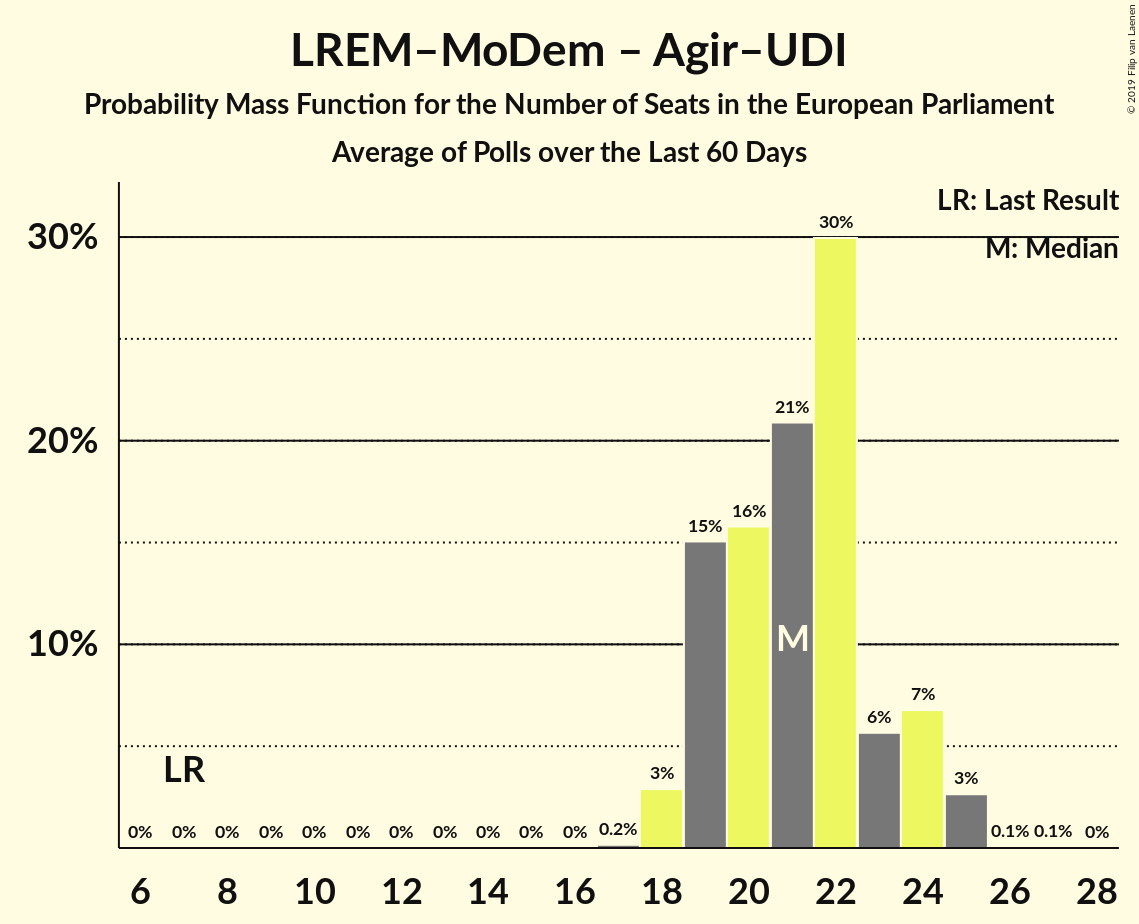 LREM–MoDem – Agir–UDI
Probability Mass Function for the Number of Seats in the European Parliament
Average of Polls over the Last 60 Days
© 2019 Filip van Laenen
LR: Last Result
M: Median
30%
20%
10%
30%
21%
16%
15%
7%
6%
3%
3%
0% 0% 0% 0% 0% 0% 0% 0% 0% 0% 0% 0.2% 0.1% 0.1% 0%
M
LR
6 8 10 12 14 16 18 20 22 24 26 28